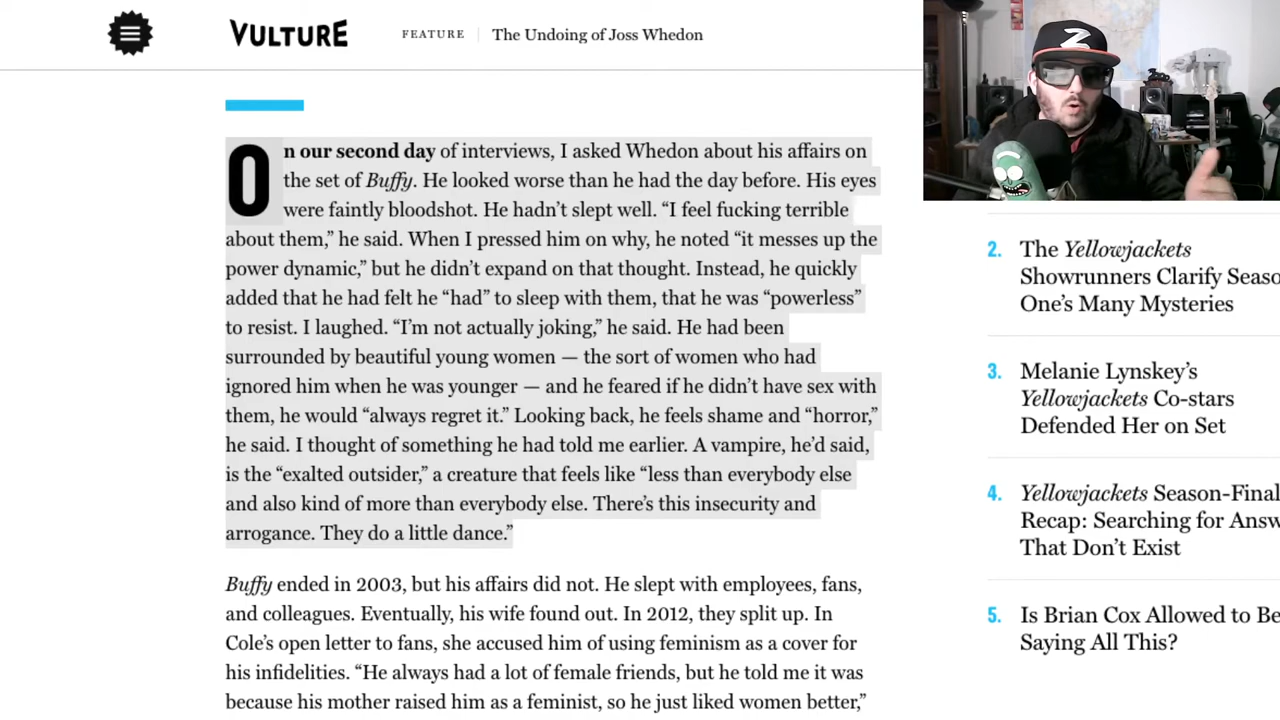 VULTURE
FEATURE
The Undoing of Joss Whedon
Z
On our second day of interviews, I asked Whedon about his affairs on
the set of Buffy. He looked worse than he had the day before. His eyes
were faintly bloodshot. He hadn’t slept well. “I feel fucking terrible
about them,” he said. When I pressed him on why, he noted “it messes up the
power dynamic,” but he didn’t expand on that thought. Instead, he quickly
added that he had felt he “had” to sleep with them, that he was “powerless”
to resist. I laughed. “I’m not actually joking,” he said. He had been
surrounded by beautiful young women — the sort of women who had
ignored him when he was younger — and he feared if he didn’t have sex with
them, he would “always regret it.” Looking back, he feels shame and “horror,”
he said. I thought of something he had told me earlier. A vampire, he’d said,
is the “exalted outsider,” a creature that feels like “less than everybody else
and also kind of more than everybody else. There’s this insecurity and
arrogance. They do a little dance.”
Buffy ended in 2003, but his affairs did not. He slept with employees, fans,
and colleagues. Eventually, his wife found out. In 2012, they split up. In
Cole’s open letter to fans, she accused him of using feminism as a cover for
his infidelities. “He always had a lot of female friends, but he told me it was
because his mother raised him as a feminist, so he just liked women better,”
2. The Yellowjackets
Showrunners Clarify Seaso
One’s Many Mysteries
3. Melanie Lynskey’s
Yellowjackets Co-stars
Defended Her on Set
4. Yellowjackets Season-Final
Recap: Searching for Answ
That Don’t Exist
5. Is Brian Cox Allowed to Be
Saying All This?